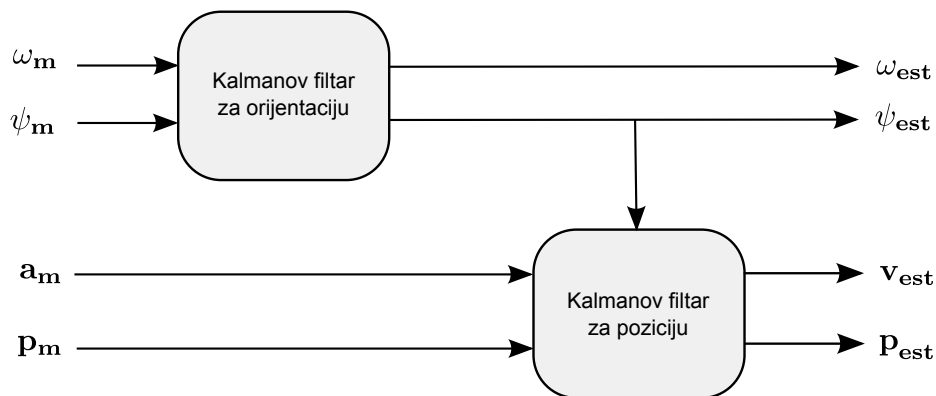 ω_m
ψ_m
Kalmanov filtar
za orijentaciju
ω_est
ψ_est
a_m
p_m
Kalmanov filtar
za poziciju
v_est
p_est